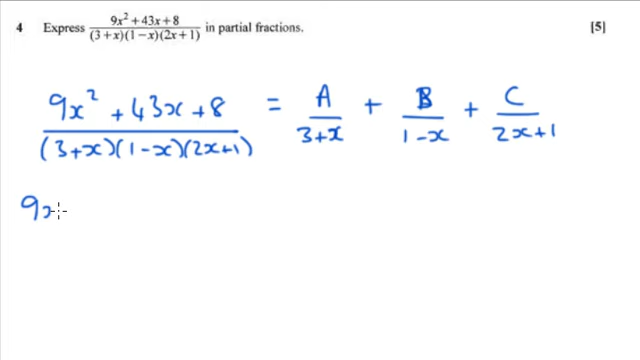 4 Express \frac{9x^2 + 43x + 8}{(3 + x)(1 − x)(2x + 1)} in partial fractions. [5]
\frac{9x^2 + 43x + 8}{(3+x)(1-x)(2x+1)} = \frac{A}{3+x} + \frac{B}{1-x} + \frac{C}{2x+1}
9x